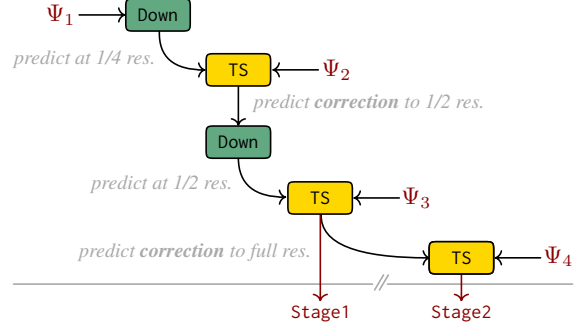 Ψ₁ Down
predict at 1/4 res.
TS Ψ₂
predict correction to 1/2 res.
Down
predict at 1/2 res.
TS Ψ₃
predict correction to full res.
TS Ψ₄
Stage1 Stage2